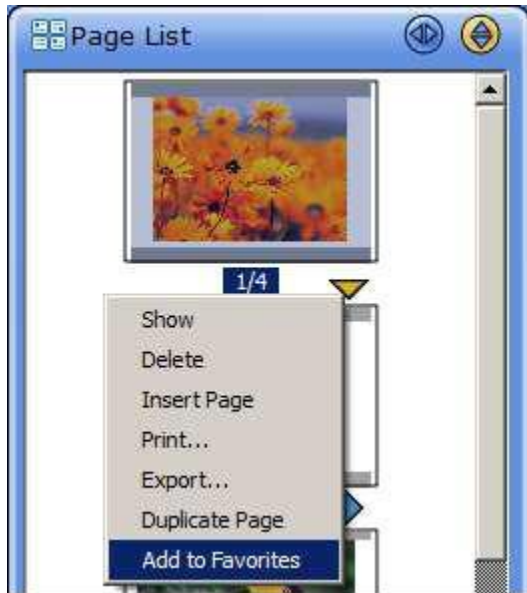 Page List
1/4
Show
Delete
Insert Page
Print...
Export...
Duplicate Page
Add to Favorites